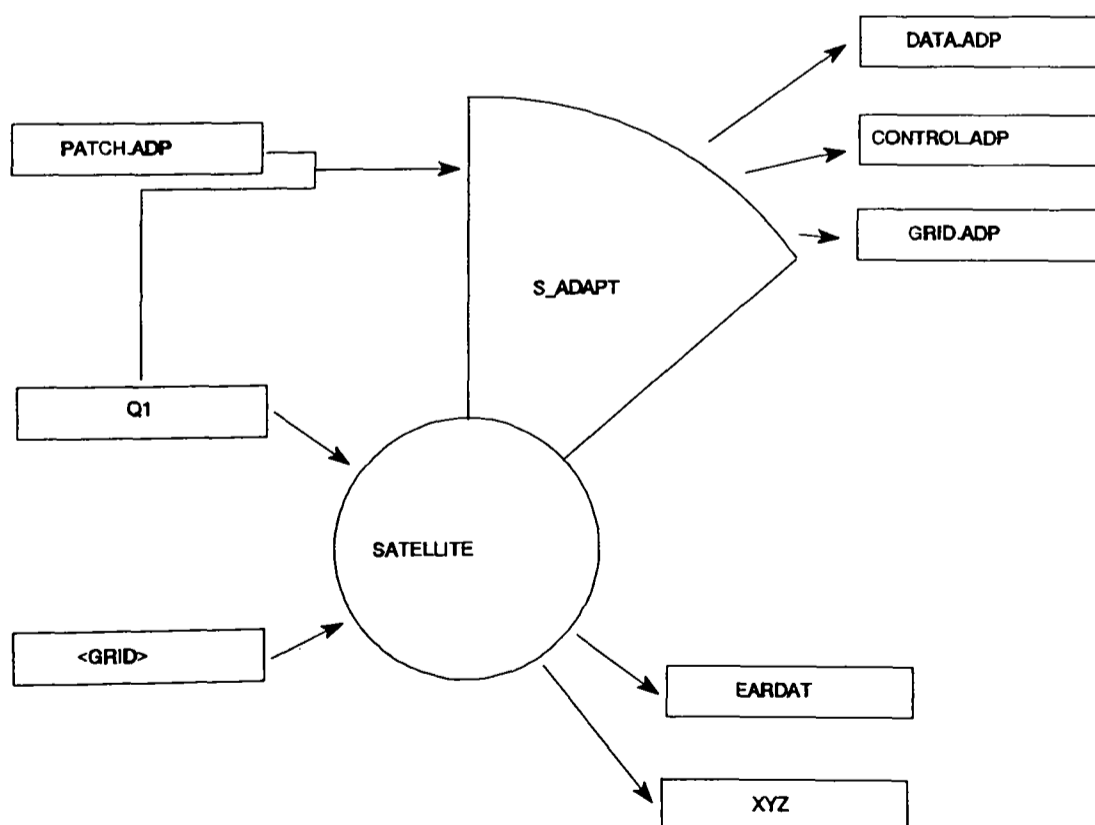 DATA.ADP
PATCH.ADP
CONTROL.ADP
GRID.ADP
S_ADAPT
Q1
SATELLITE
<GRID>
EARDAT
XYZ